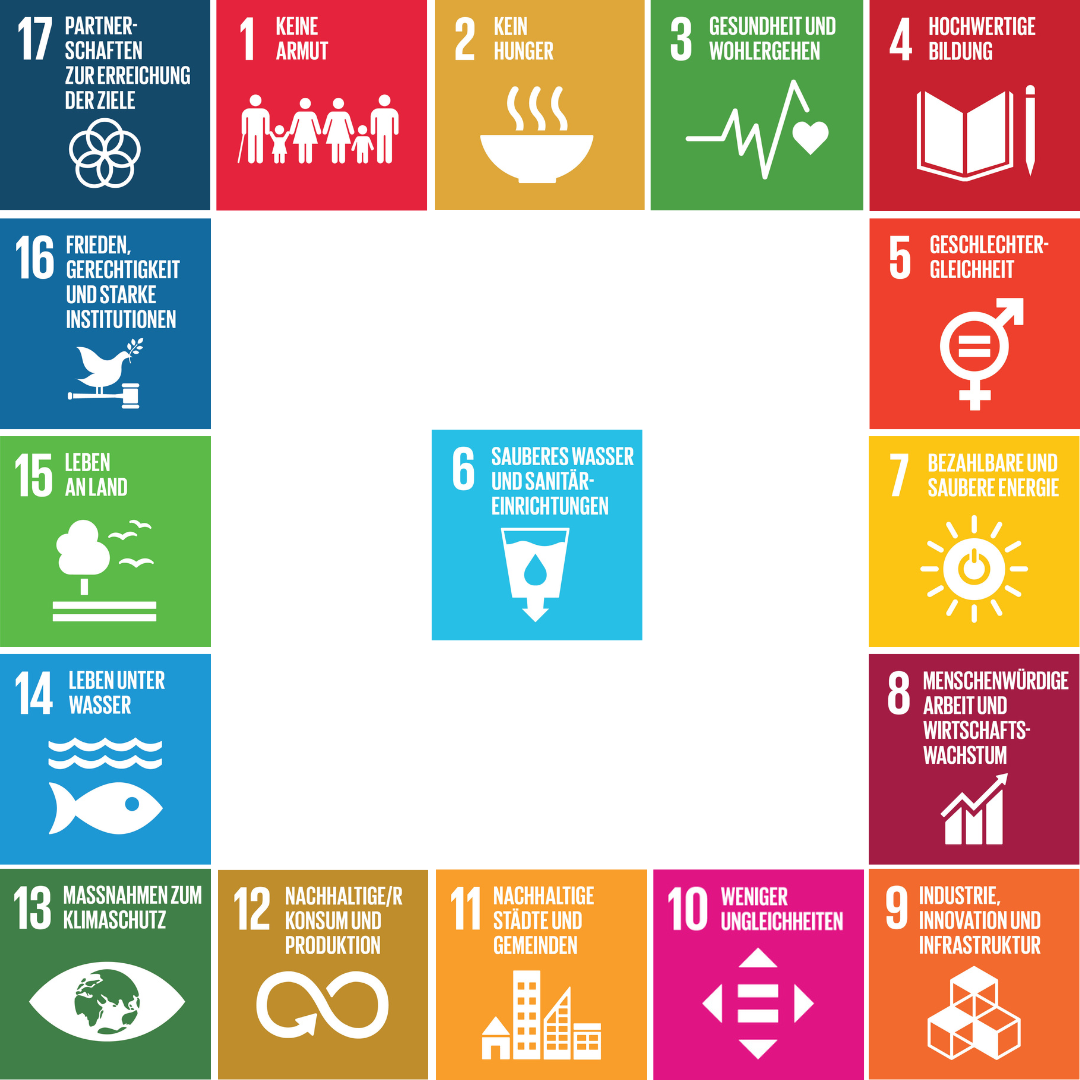 17 PARTNER-
SCHAFTEN
ZUR ERREICHUNG
DER ZIELE
1 KEINE
ARMUT
2 KEIN
HUNGER
3 GESUNDHEIT UND
WOHLERGEHEN
4 HOCHWERTIGE
BILDUNG
16 FRIEDEN,
GERECHTIGKEIT
UND STARKE
INSTITUTIONEN
5 GESCHLECHTER-
GLEICHHEIT
15 LEBEN
AN LAND
6 SAUBERES WASSER
UND SANITÄR-
EINRICHTUNGEN
7 BEZAHLBARE UND
SAUBERE ENERGIE
14 LEBEN UNTER
WASSER
8 MENSCHENWÜRDIGE
ARBEIT UND
WIRTSCHAFTS-
WACHSTUM
13 MASSNAHMEN ZUM
KLIMASCHUTZ
12 NACHHALTIGE/R
KONSUM UND
PRODUKTION
11 NACHHALTIGE
STÄDTE UND
GEMEINDEN
10 WENIGER
UNGLEICHHEITEN
9 INDUSTRIE,
INNOVATION UND
INFRASTRUKTUR